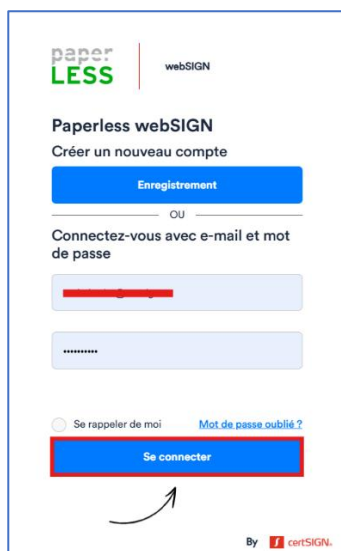 paper
LESS
webSIGN
Paperless webSIGN
Créer un nouveau compte
Enregistrement
OU
Connectez-vous avec e-mail et mot
de passe
••••••••••
Se rappeler de moi
Mot de passe oublié ?
Se connecter
By certSIGN.